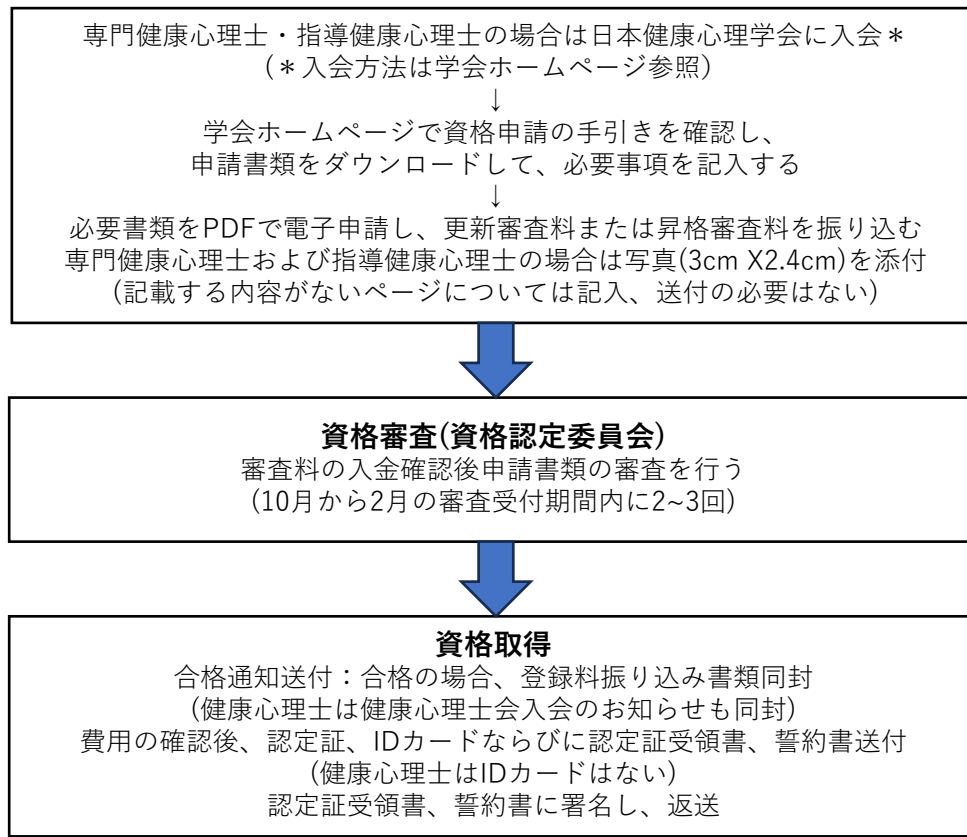 専門健康心理士・指導健康心理士の場合は日本健康心理学会に入会＊
(＊入会方法は学会ホームページ参照)
↓
学会ホームページで資格申請の手引きを確認し、
申請書類をダウンロードして、必要事項を記入する
↓
必要書類をPDFで電子申請し、更新審査料または昇格審査料を振り込む
専門健康心理士および指導健康心理士の場合は写真(3cm X2.4cm)を添付
(記載する内容がないページについては記入、送付の必要はない)
資格審査(資格認定委員会)
審査料の入金確認後申請書類の審査を行う
(10月から2月の審査受付期間内に2~3回)
資格取得
合格通知送付：合格の場合、登録料振り込み書類同封
(健康心理士は健康心理士会入会のお知らせも同封)
費用の確認後、認定証、IDカードならびに認定証受領書、誓約書送付
(健康心理士はIDカードはない)
認定証受領書、誓約書に署名し、返送